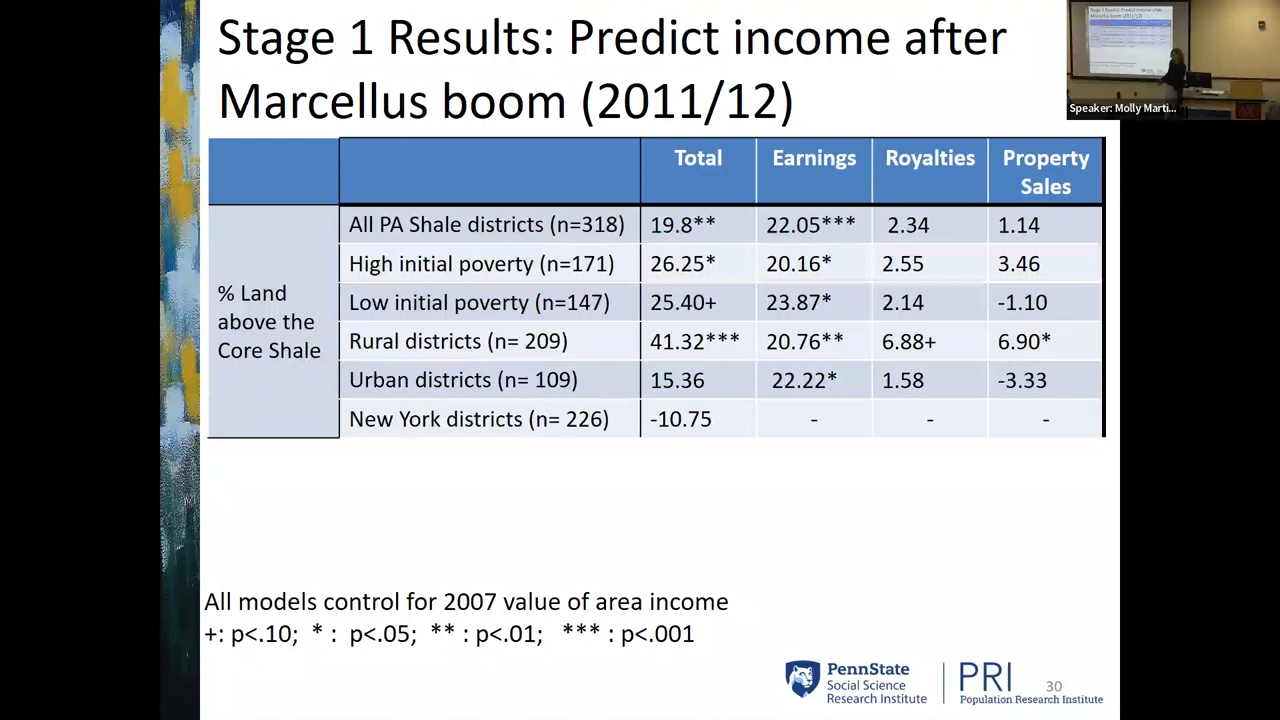 Stage 1 Results: Predict income after
Marcellus boom (2011/12)
Speaker: Molly Marti...
Total Earnings Royalties Property Sales
% Land above the Core Shale
All PA Shale districts (n=318) 19.8** 22.05*** 2.34 1.14
High initial poverty (n=171) 26.25* 20.16* 2.55 3.46
Low initial poverty (n=147) 25.40+ 23.87* 2.14 -1.10
Rural districts (n= 209) 41.32*** 20.76** 6.88+ 6.90*
Urban districts (n= 109) 15.36 22.22* 1.58 -3.33
New York districts (n= 226) -10.75 - - -
All models control for 2007 value of area income
+: p<.10; * : p<.05; ** : p<.01; *** : p<.001
PennState
Social Science
Research Institute
PRI
Population Research Institute
30